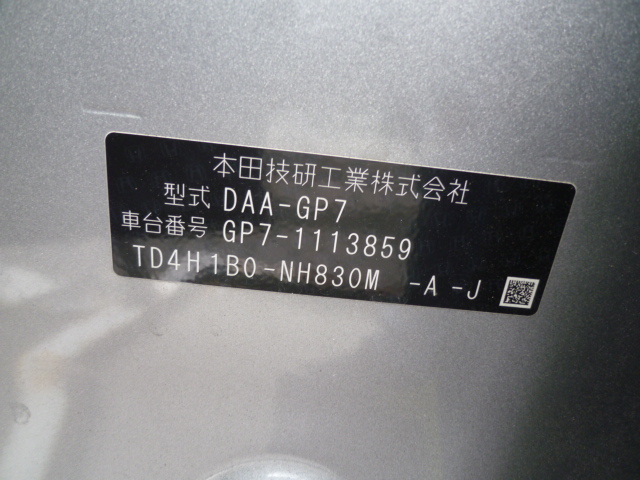 本田技研工業株式会社
型式 DAA-GP7
車台番号 GP7-1113859
TD4H1B0-NH830M -A -J